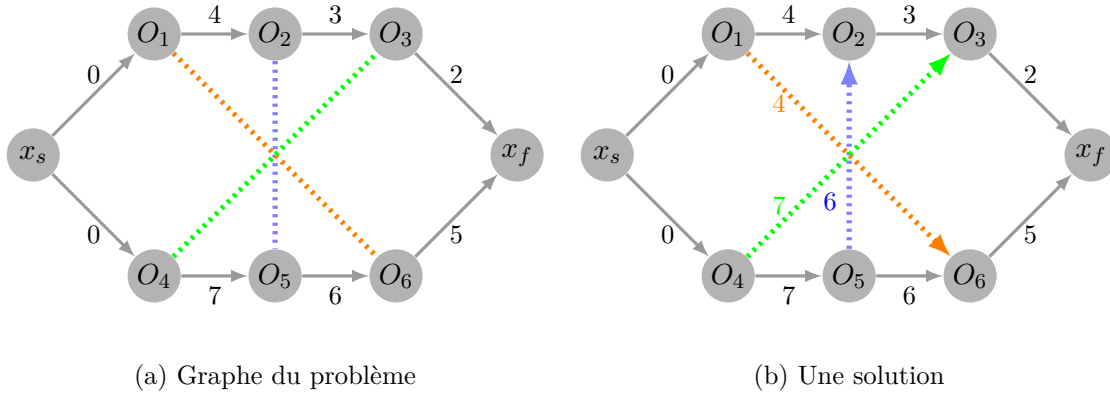 4 3 4 3
O1 O2 O3 O1 O2 O3
0 2 0 4 2
xs xf xs xf
0 5 0 7 6 5
O4 O5 O6 O4 O5 O6
7 6 7 6
(a) Graphe du problème
(b) Une solution